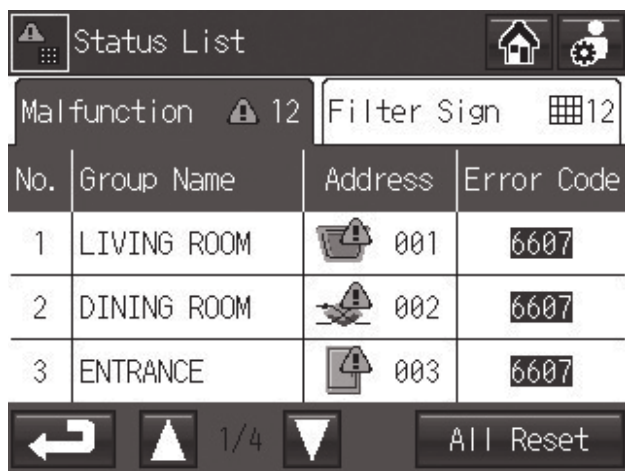 Status List
Malfunction 12 Filter Sign 12
No. Group Name Address Error Code
1 LIVING ROOM 001 6607
2 DINING ROOM 002 6607
3 ENTRANCE 003 6607
1/4 All Reset